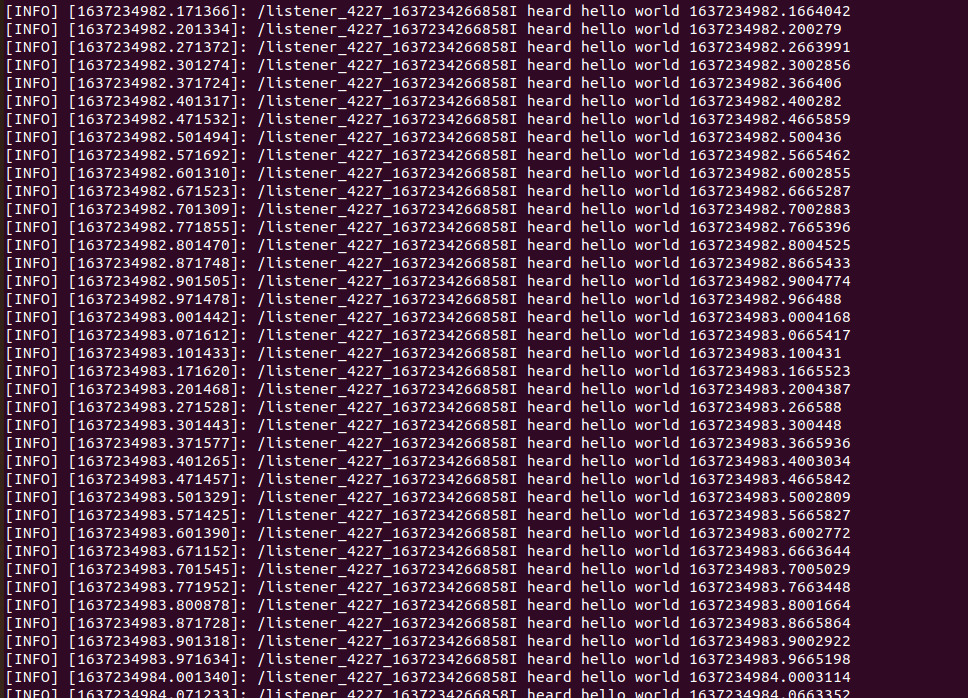 [INFO] [1637234982.171366]: /listener_4227_1637234266858I heard hello world 1637234982.1664042
[INFO] [1637234982.201334]: /listener_4227_1637234266858I heard hello world 1637234982.200279
[INFO] [1637234982.271372]: /listener_4227_1637234266858I heard hello world 1637234982.2663991
[INFO] [1637234982.301274]: /listener_4227_1637234266858I heard hello world 1637234982.3002856
[INFO] [1637234982.371724]: /listener_4227_1637234266858I heard hello world 1637234982.366406
[INFO] [1637234982.401317]: /listener_4227_1637234266858I heard hello world 1637234982.400282
[INFO] [1637234982.471532]: /listener_4227_1637234266858I heard hello world 1637234982.4665859
[INFO] [1637234982.501494]: /listener_4227_1637234266858I heard hello world 1637234982.500436
[INFO] [1637234982.571692]: /listener_4227_1637234266858I heard hello world 1637234982.5665462
[INFO] [1637234982.601310]: /listener_4227_1637234266858I heard hello world 1637234982.6002855
[INFO] [1637234982.671523]: /listener_4227_1637234266858I heard hello world 1637234982.6665287
[INFO] [1637234982.701309]: /listener_4227_1637234266858I heard hello world 1637234982.7002883
[INFO] [1637234982.771855]: /listener_4227_1637234266858I heard hello world 1637234982.7665396
[INFO] [1637234982.801470]: /listener_4227_1637234266858I heard hello world 1637234982.8004525
[INFO] [1637234982.871748]: /listener_4227_1637234266858I heard hello world 1637234982.8665433
[INFO] [1637234982.901505]: /listener_4227_1637234266858I heard hello world 1637234982.9004774
[INFO] [1637234982.971478]: /listener_4227_1637234266858I heard hello world 1637234982.966488
[INFO] [1637234983.001442]: /listener_4227_1637234266858I heard hello world 1637234983.0004168
[INFO] [1637234983.071612]: /listener_4227_1637234266858I heard hello world 1637234983.0665417
[INFO] [1637234983.101433]: /listener_4227_1637234266858I heard hello world 1637234983.100431
[INFO] [1637234983.171620]: /listener_4227_1637234266858I heard hello world 1637234983.1665523
[INFO] [1637234983.201468]: /listener_4227_1637234266858I heard hello world 1637234983.2004387
[INFO] [1637234983.271528]: /listener_4227_1637234266858I heard hello world 1637234983.266588
[INFO] [1637234983.301443]: /listener_4227_1637234266858I heard hello world 1637234983.300448
[INFO] [1637234983.371577]: /listener_4227_1637234266858I heard hello world 1637234983.3665936
[INFO] [1637234983.401265]: /listener_4227_1637234266858I heard hello world 1637234983.4003034
[INFO] [1637234983.471457]: /listener_4227_1637234266858I heard hello world 1637234983.4665842
[INFO] [1637234983.501329]: /listener_4227_1637234266858I heard hello world 1637234983.5002809
[INFO] [1637234983.571425]: /listener_4227_1637234266858I heard hello world 1637234983.5665827
[INFO] [1637234983.601390]: /listener_4227_1637234266858I heard hello world 1637234983.6002772
[INFO] [1637234983.671152]: /listener_4227_1637234266858I heard hello world 1637234983.6663644
[INFO] [1637234983.701545]: /listener_4227_1637234266858I heard hello world 1637234983.7005029
[INFO] [1637234983.771952]: /listener_4227_1637234266858I heard hello world 1637234983.7663448
[INFO] [1637234983.800878]: /listener_4227_1637234266858I heard hello world 1637234983.8001664
[INFO] [1637234983.871728]: /listener_4227_1637234266858I heard hello world 1637234983.8665864
[INFO] [1637234983.901318]: /listener_4227_1637234266858I heard hello world 1637234983.9002922
[INFO] [1637234983.971634]: /listener_4227_1637234266858I heard hello world 1637234983.9665198
[INFO] [1637234984.001340]: /listener_4227_1637234266858I heard hello world 1637234984.0003114
[INFO] [1637234984.071233]: /listener_4227_1637234266858I heard hello world 1637234984.0663352